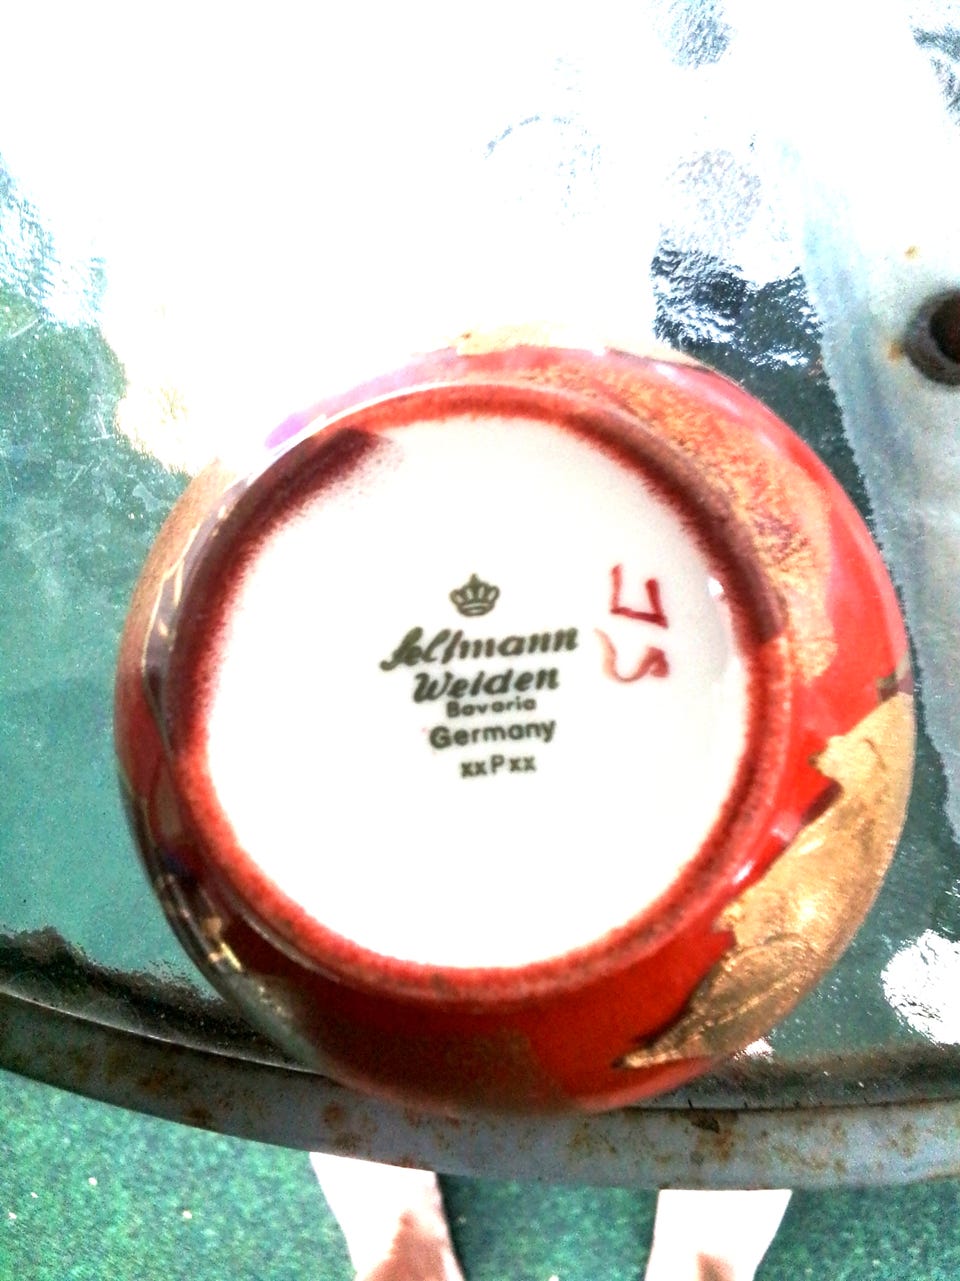 Seltmann
Weiden
Bavaria
Germany
xxPxx